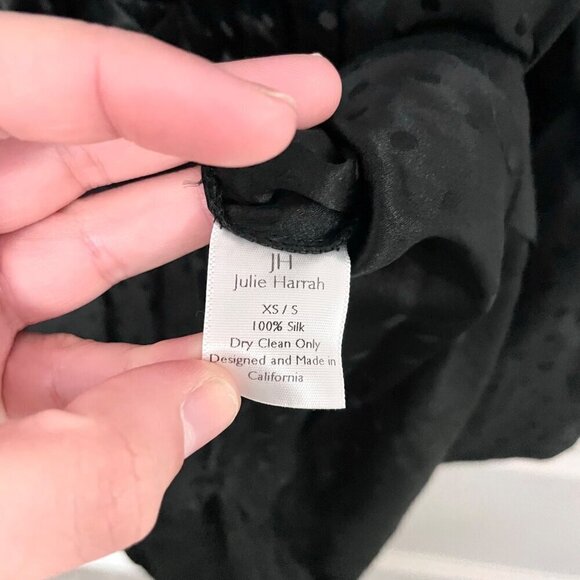 JH
Julie Harrah
XS / S
100% Silk
Dry Clean Only
Designed and Made in
California